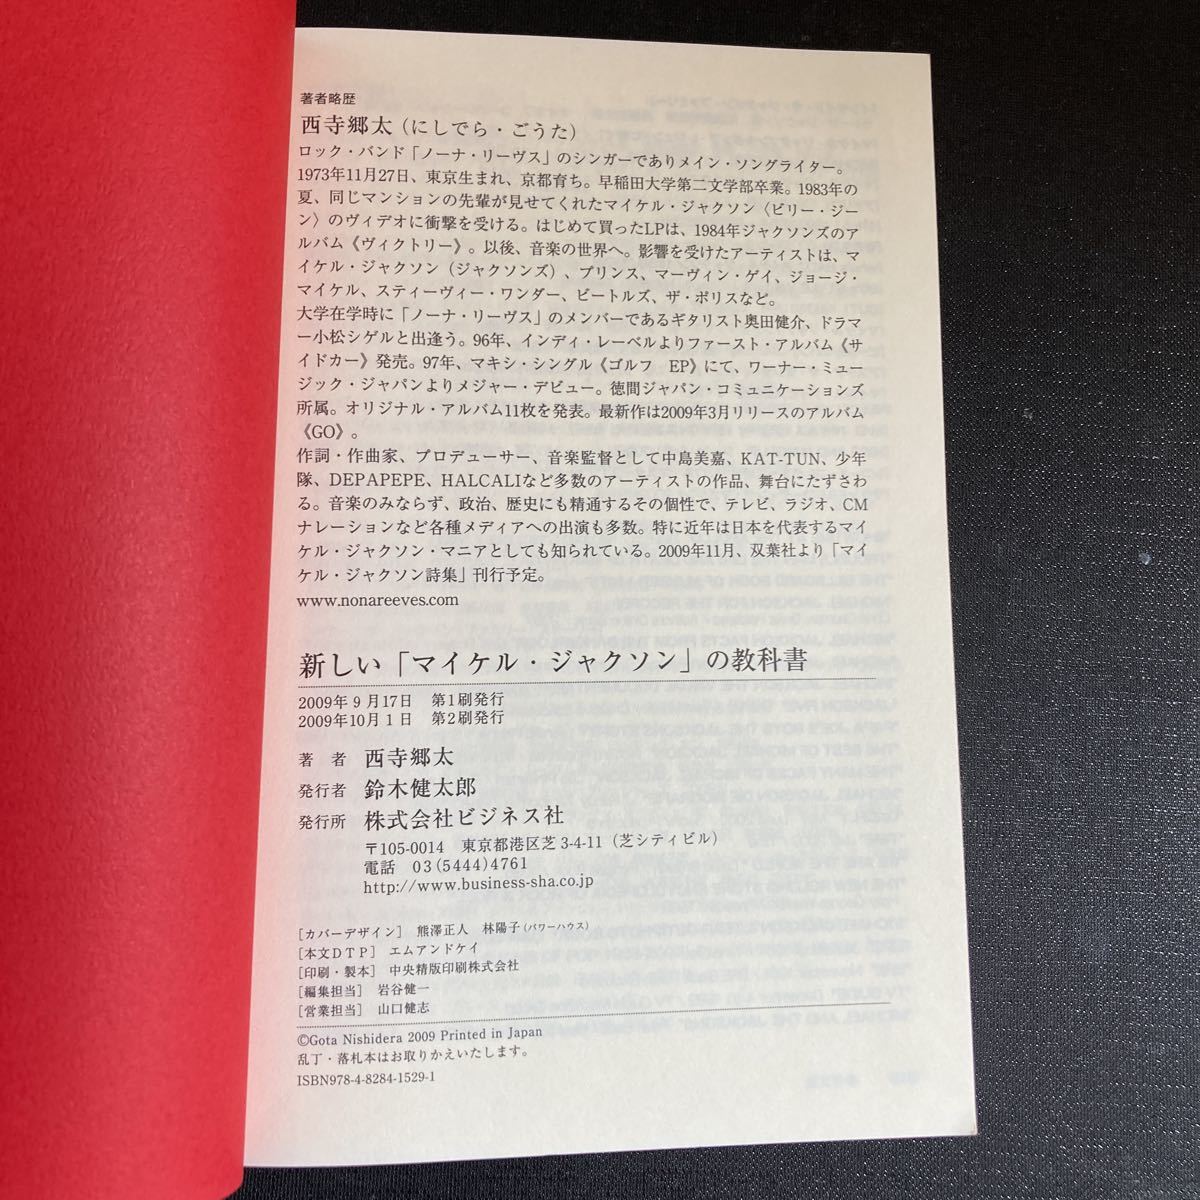 著者略歴
西寺郷太（にしでら・ごうた）
ロック・バンド「ノーナ・リーヴス」のシンガーでありメイン・ソングライター。
1973年11月27日、東京生まれ、京都育ち。早稲田大学第二文学部卒業。1983年の
夏、同じマンションの先輩が見せてくれたマイケル・ジャクソン〈ビリー・ジー
ン〉のヴィデオに衝撃を受ける。はじめて買ったLPは、1984年ジャクソンズのア
ルバム《ヴィクトリー》。以後、音楽の世界へ。影響を受けたアーティストは、マ
イケル・ジャクソン（ジャクソンズ）、プリンス、マーヴィン・ゲイ、ジョージ・
マイケル、スティーヴィー・ワンダー、ビートルズ、ザ・ポリスなど。
大学在学時に「ノーナ・リーヴス」のメンバーであるギタリスト奥田健介、ドラマ
ー小松シゲルと出逢う。96年、インディ・レーベルよりファースト・アルバム《サ
イドカー》発売。97年、マキシ・シングル《ゴルフ　EP》にて、ワーナー・ミュー
ジック・ジャパンよりメジャー・デビュー。徳間ジャパン・コミュニケーションズ
所属。オリジナル・アルバム11枚を発表。最新作は2009年3月リリースのアルバム
《GO》。
作詞・作曲家、プロデューサー、音楽監督として中島美嘉、KAT-TUN、少年
隊、DEPAPEPE、HALCALIなど多数のアーティストの作品、舞台にたずさわ
る。音楽のみならず、政治、歴史にも精通するその個性で、テレビ、ラジオ、CM
ナレーションなど各種メディアへの出演も多数。特に近年は日本を代表するマイ
ケル・ジャクソン・マニアとしても知られている。2009年11月、双葉社より「マイ
ケル・ジャクソン詩集」刊行予定。
www.nonareeves.com
新しい「マイケル・ジャクソン」の教科書
2009年9月17日　第1刷発行
2009年10月1日　第2刷発行
著　者　西寺郷太
発行者　鈴木健太郎
発行所　株式会社ビジネス社
〒105-0014　東京都港区芝3-4-11（芝シティビル）
電話　03(5444)4761
http://www.business-sha.co.jp
［カバーデザイン］　熊澤正人　林陽子（パワーハウス）
［本文DTP］　エムアンドケイ
［印刷・製本］　中央精版印刷株式会社
［編集担当］　岩谷健一
［営業担当］　山口健志
©Gota Nishidera 2009 Printed in Japan
乱丁・落札本はお取りかえいたします。
ISBN978-4-8284-1529-1